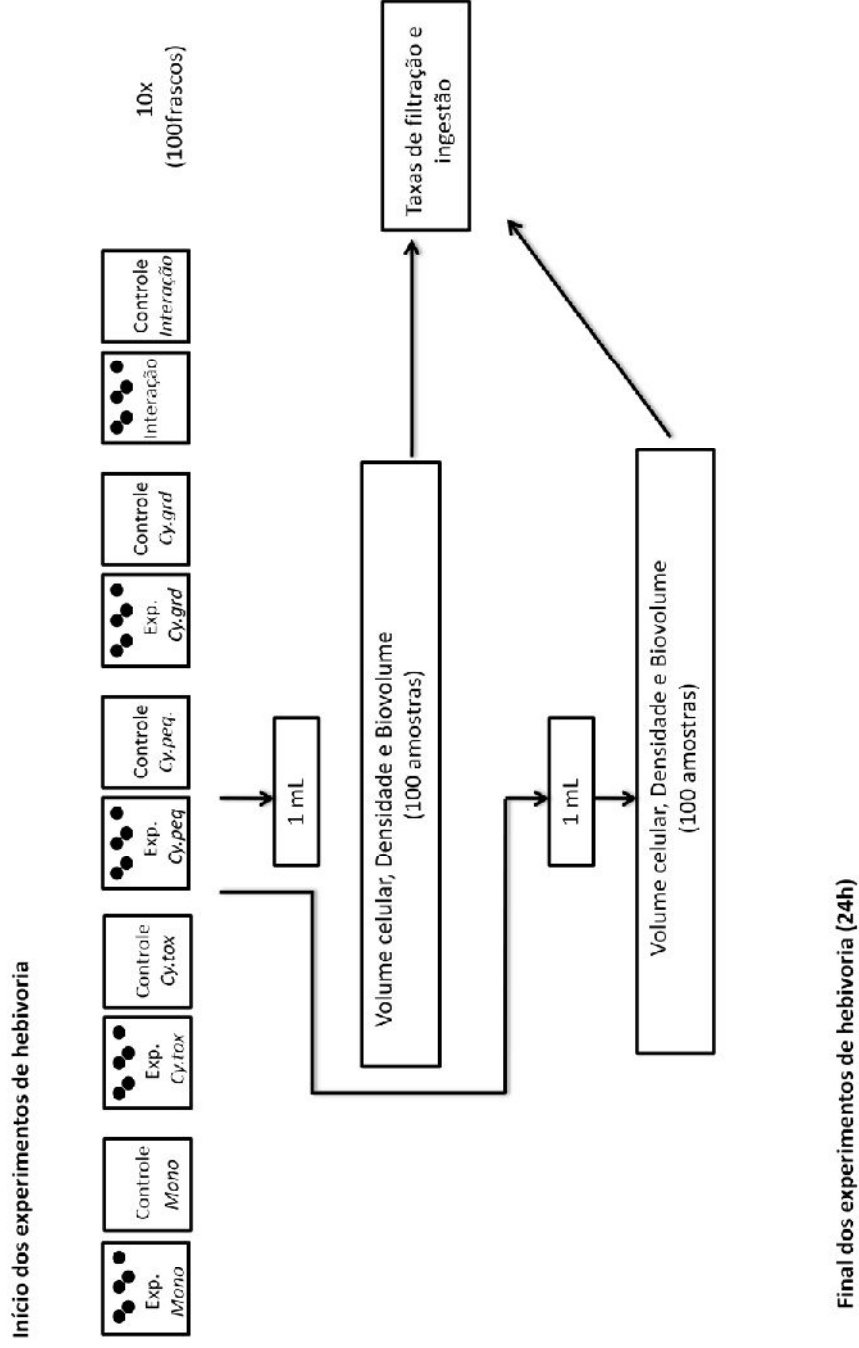 Início dos experimentos de hebivoria
Exp.
Mono
Controle
Mono
Exp.
Cy.tox
Controle
Cy.tox
Exp.
Cy.peq
Controle
Cy.peq.
Exp.
Cy.grd
Controle
Cy.grd
Interação
Controle
Interação
10x
(100frascos)
1 mL
Volume celular, Densidade e Biovolume
(100 amostras)
Taxas de filtração e
ingestão
1 mL
Volume celular, Densidade e Biovolume
(100 amostras)
Final dos experimentos de hebivoria (24h)